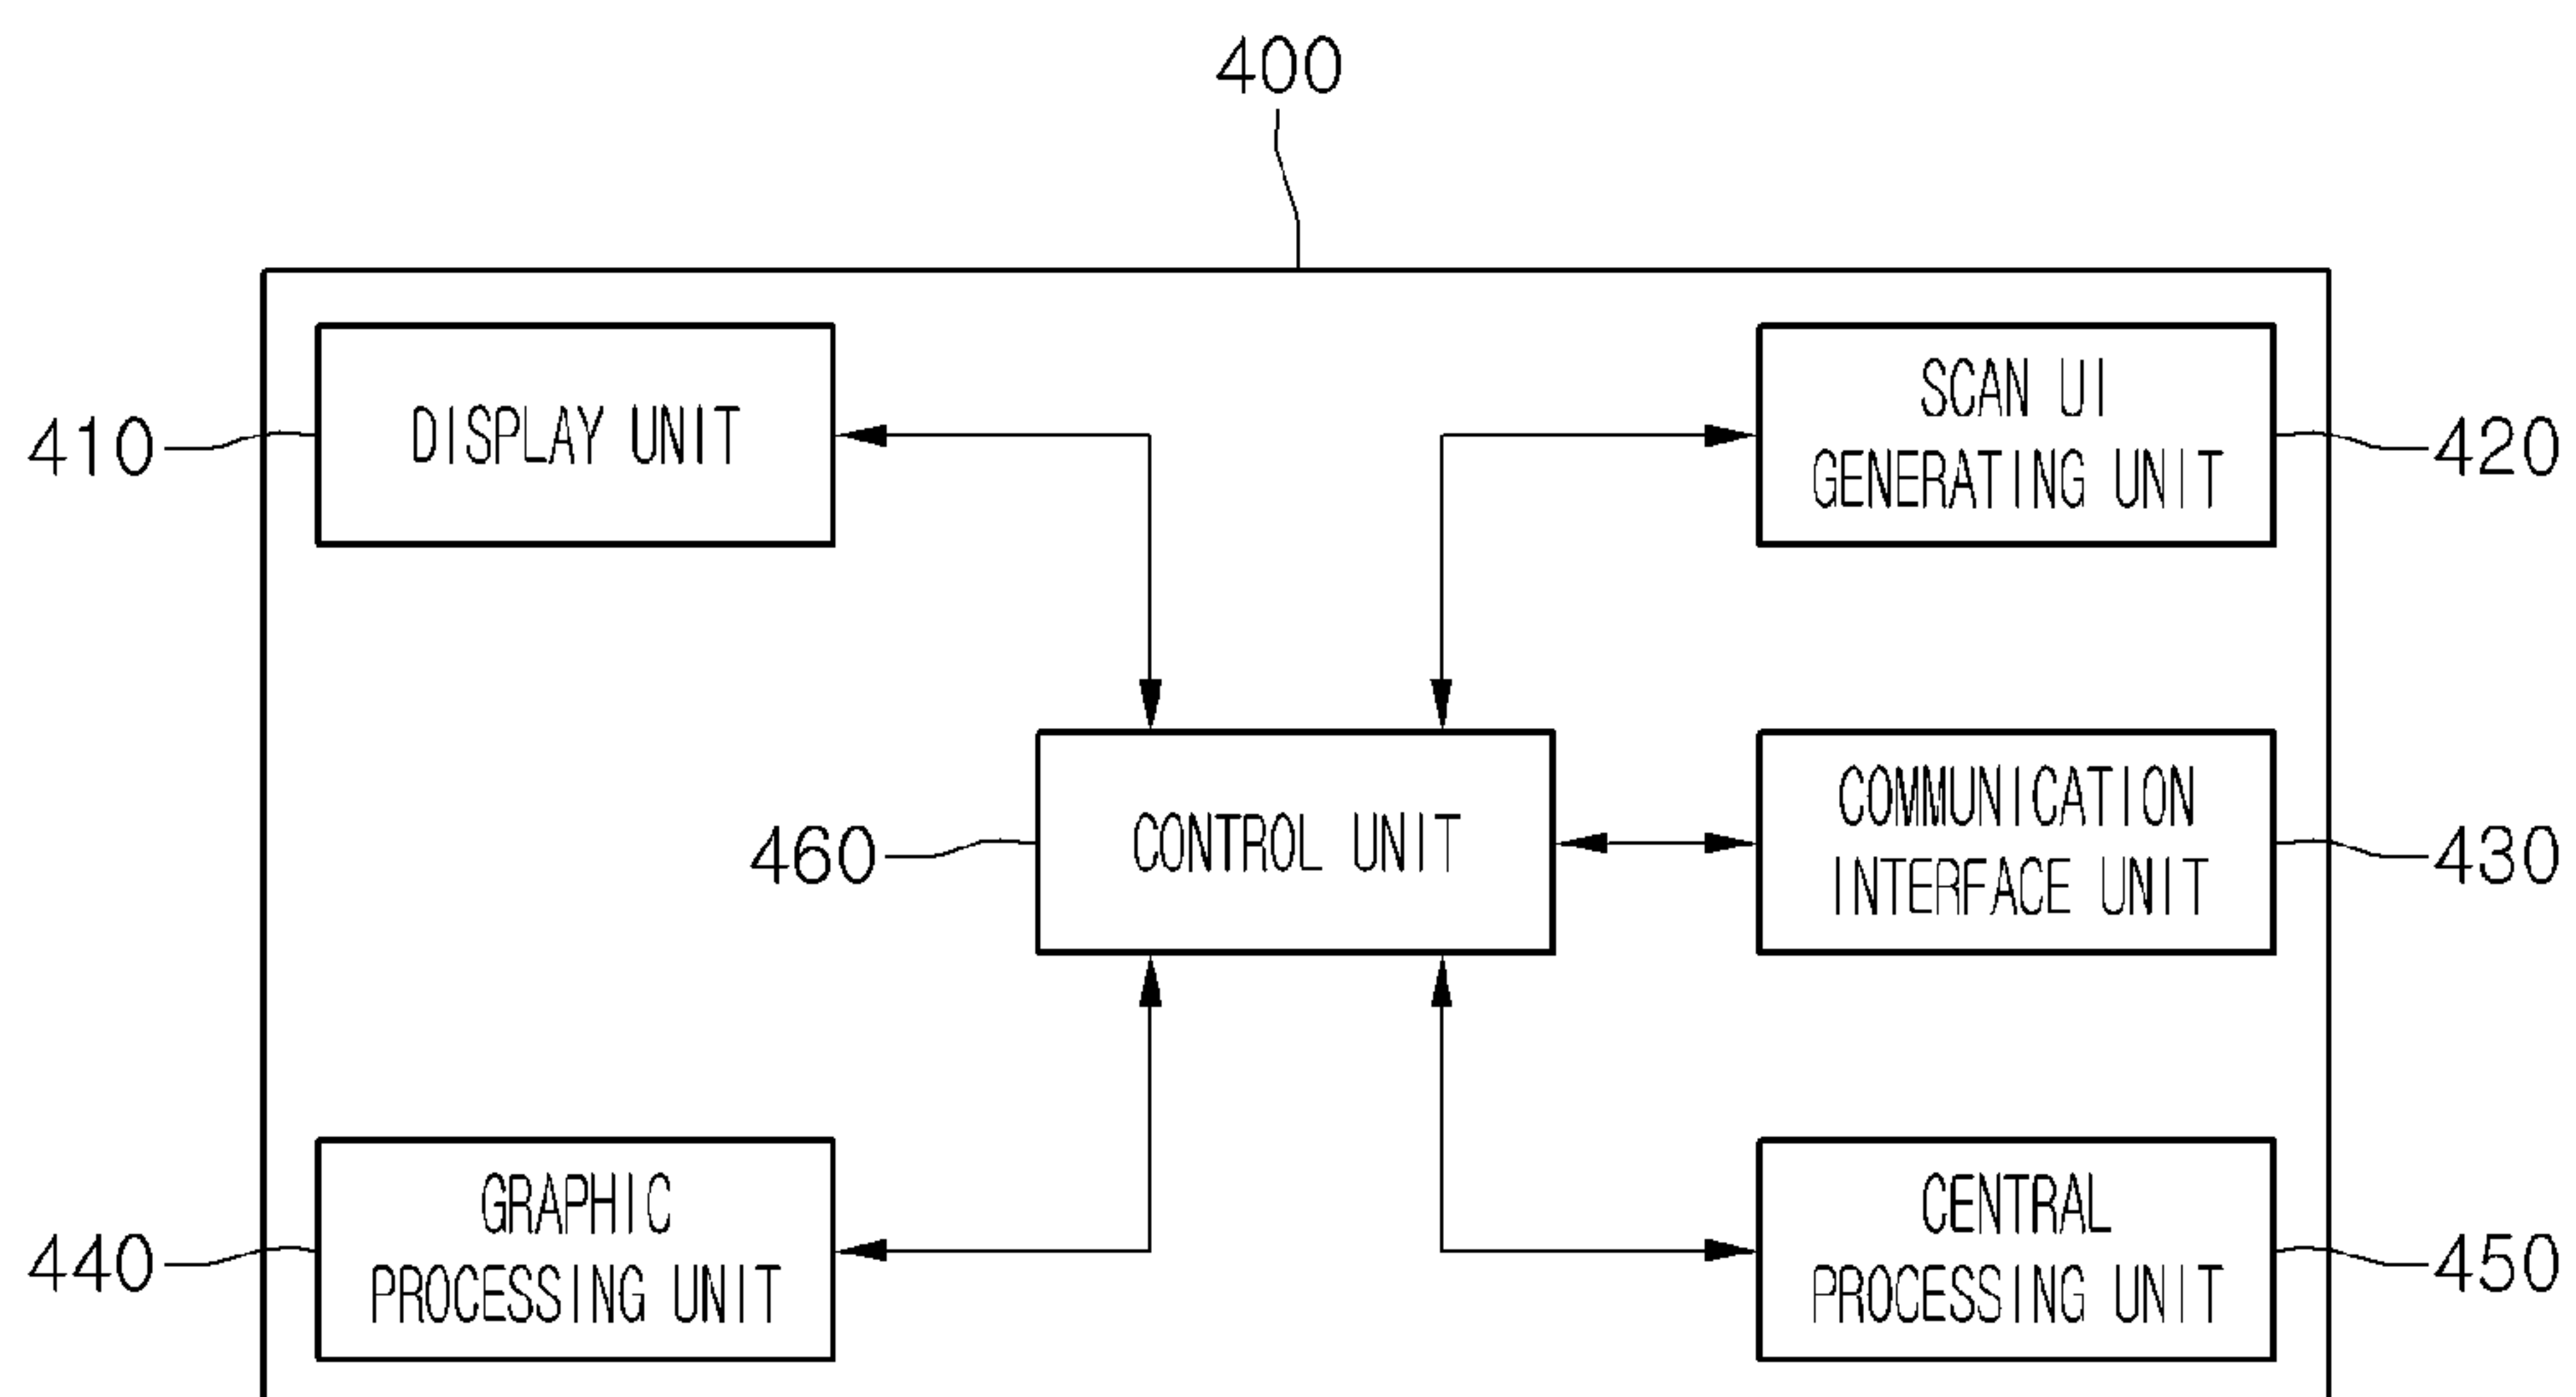 400
410
DISPLAY UNIT
SCAN UI
GENERATING UNIT
420
460
CONTROL UNIT
COMMUNICATION
INTERFACE UNIT
430
440
GRAPHIC
PROCESSING UNIT
CENTRAL
PROCESSING UNIT
450